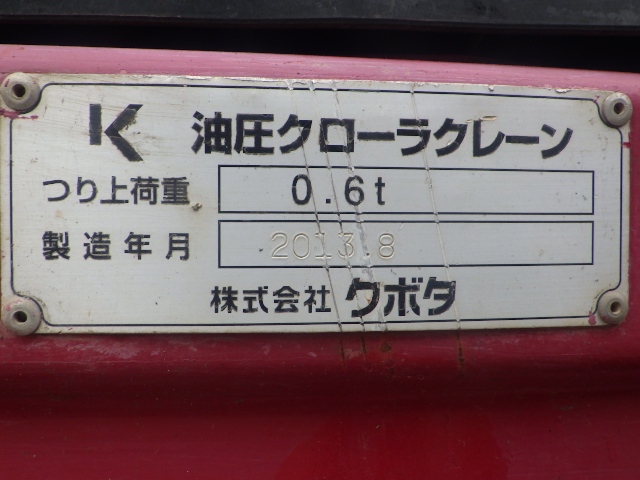 K 油圧クローラクレーン
つり上荷重 0.6t
製造年月 2013.8
株式会社 クボタ